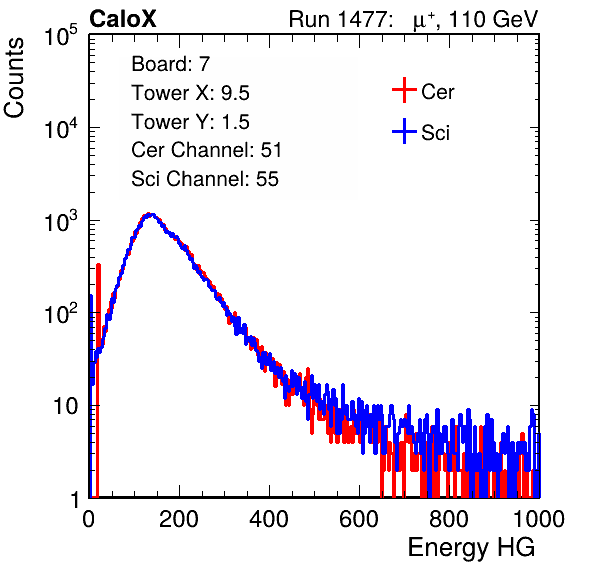 CaloX Run 1477: μ⁺, 110 GeV
Counts
Board: 7
Tower X: 9.5
Tower Y: 1.5
Cer Channel: 51
Sci Channel: 55
Cer
Sci
10⁵
10⁴
10³
10²
10
1
0 200 400 600 800 1000
Energy HG